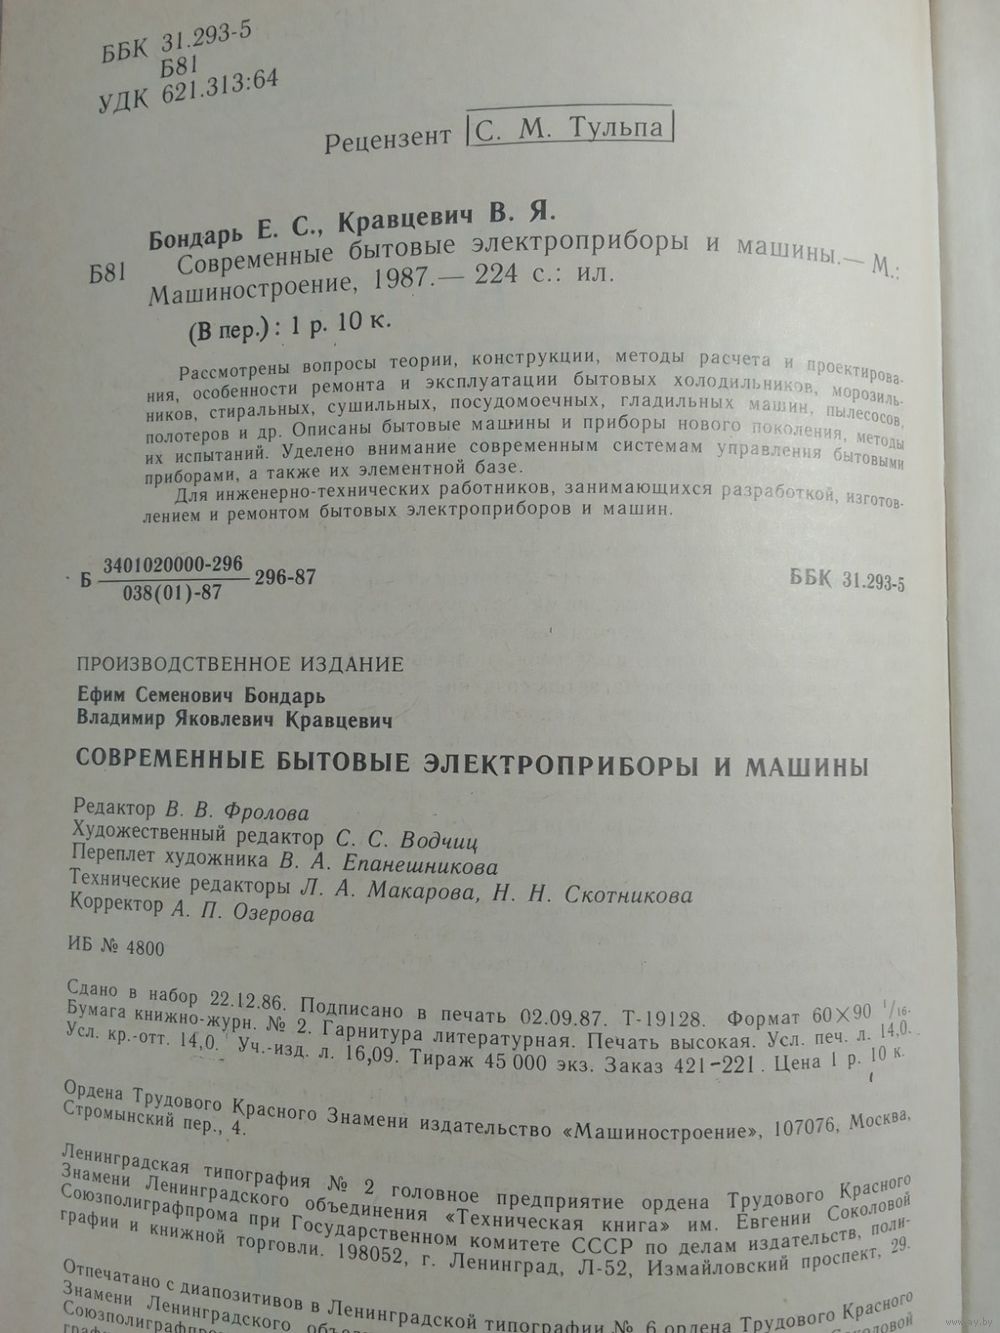 ББК 31.293-5
Б81
УДК 621.313:64
Рецензент С. М. Тульпа
Бондарь Е. С., Кравцевич В. Я.
Б81 Современные бытовые электроприборы и машины.— М.:
Машиностроение, 1987.— 224 с.: ил.
(В пер.): 1 р. 10 к.
Рассмотрены вопросы теории, конструкции, методы расчета и проектирова-
ния, особенности ремонта и эксплуатации бытовых холодильников, морозиль-
ников, стиральных, сушильных, посудомоечных, гладильных машин, пылесосов,
полотеров и др. Описаны бытовые машины и приборы нового поколения, методы
их испытаний. Уделено внимание современным системам управления бытовыми
приборами, а также их элементной базе.
Для инженерно-технических работников, занимающихся разработкой, изготов-
лением и ремонтом бытовых электроприборов и машин.
Б 3401020000-296 296-87 ББК 31.293-5
038(01)-87
ПРОИЗВОДСТВЕННОЕ ИЗДАНИЕ
Ефим Семенович Бондарь
Владимир Яковлевич Кравцевич
СОВРЕМЕННЫЕ БЫТОВЫЕ ЭЛЕКТРОПРИБОРЫ И МАШИНЫ
Редактор В. В. Фролова
Художественный редактор С. С. Водчиц
Переплет художника В. А. Епанешникова
Технические редакторы Л. А. Макарова, Н. Н. Скотникова
Корректор А. П. Озерова
ИБ № 4800
Сдано в набор 22.12.86. Подписано в печать 02.09.87. Т-19128. Формат 60×90 1/16.
Бумага книжно-журн. № 2. Гарнитура литературная. Печать высокая. Усл. печ. л. 14,0.
Усл. кр.-отт. 14,0. Уч.-изд. л. 16,09. Тираж 45 000 экз. Заказ 421-221. Цена 1 р. 10 к.
Ордена Трудового Красного Знамени издательство «Машиностроение», 107076, Москва,
Стромынский пер., 4.
Ленинградская типография № 2 головное предприятие ордена Трудового Красного
Знамени Ленинградского объединения «Техническая книга» им. Евгении Соколовой
Союзполиграфпрома при Государственном комитете СССР по делам издательств, поли-
графии и книжной торговли. 198052, г. Ленинград, Л-52, Измайловский проспект, 29.
Отпечатано с диапозитивов в Ленинградской типографии № 6 ордена Трудового Красного
Знамени Ленинградского Соколовой
www.ay.by